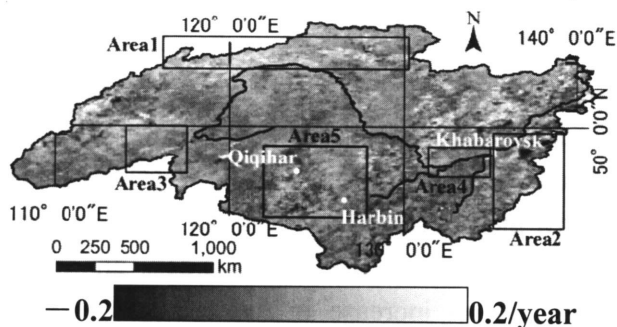 120° 0'0"E
N
140° 0'0"E
Area1
50° 0'0"N
Area5
Khabarovsk
Qiqihar
Area3
Area4
110° 0'0"E
Harbin
120° 0'0"E
130° 0'0"E
Area2
0 250 500 1,000
km
−0.2 0.2/year